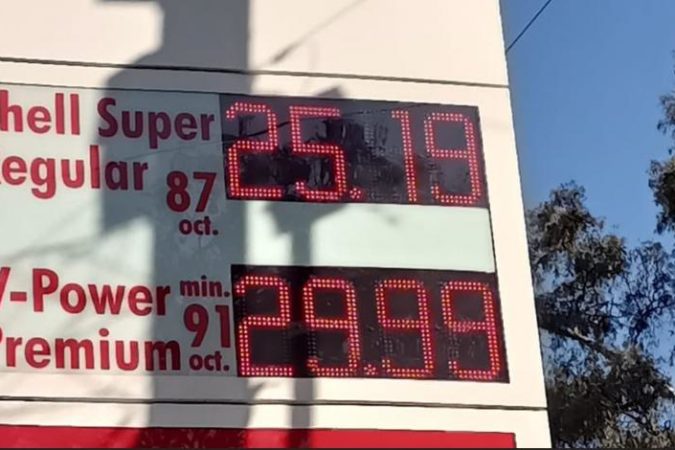 hell Super 25.19
egular 87
oct.
V-Power min. 29.99
Premium 91
oct.